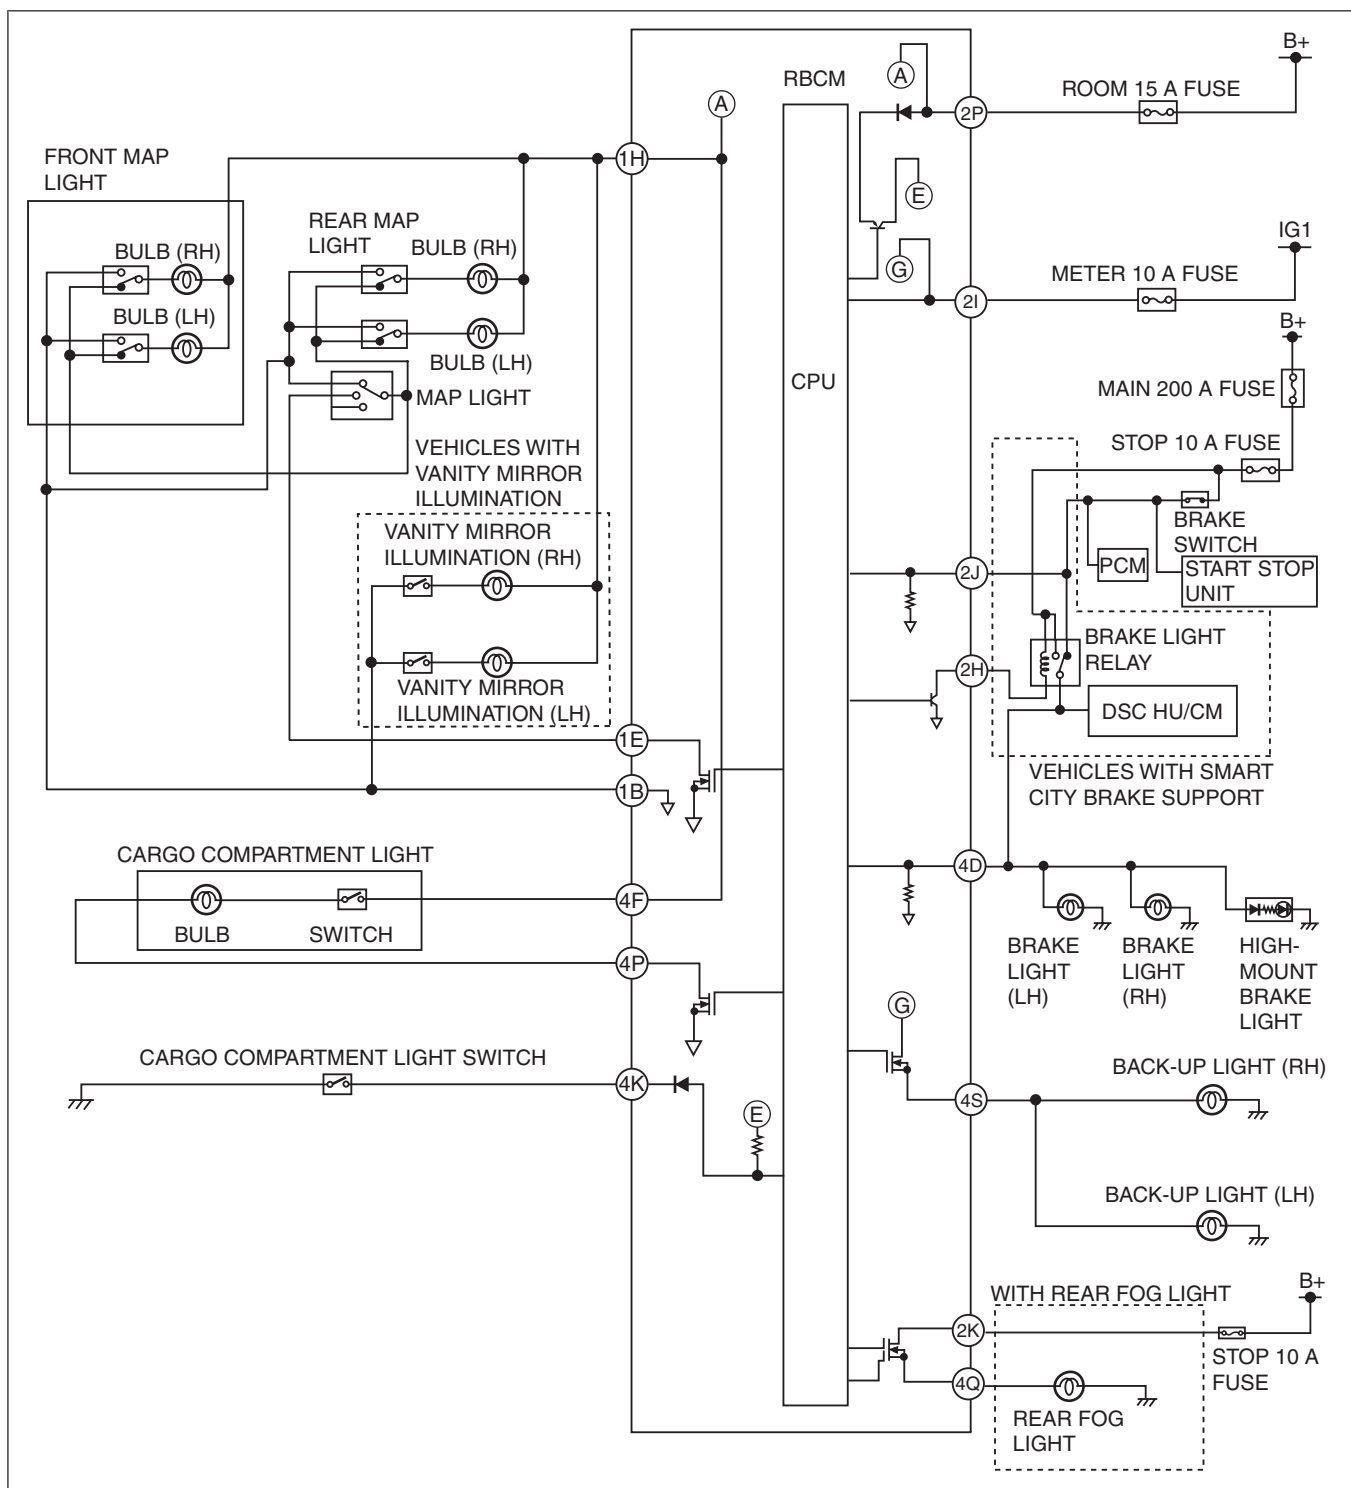 B+
RBCM
A
ROOM 15 A FUSE
A
2P
FRONT MAP
LIGHT
1H
E
REAR MAP
LIGHT
BULB (RH)
BULB (RH)
IG1
G
METER 10 A FUSE
2I
BULB (LH)
B+
BULB (LH)
CPU
MAIN 200 A FUSE
MAP LIGHT
STOP 10 A FUSE
VEHICLES WITH
VANITY MIRROR
ILLUMINATION
BRAKE
SWITCH
VANITY MIRROR
ILLUMINATION (RH)
2J
PCM
START STOP
UNIT
BRAKE LIGHT
RELAY
2H
VANITY MIRROR
ILLUMINATION (LH)
DSC HU/CM
1E
VEHICLES WITH SMART
CITY BRAKE SUPPORT
1B
CARGO COMPARTMENT LIGHT
4D
4F
BULB
SWITCH
BRAKE
LIGHT
(LH)
BRAKE
LIGHT
(RH)
HIGH-
MOUNT
BRAKE
LIGHT
4P
G
CARGO COMPARTMENT LIGHT SWITCH
BACK-UP LIGHT (RH)
4K
4S
E
BACK-UP LIGHT (LH)
B+
WITH REAR FOG LIGHT
2K
STOP 10 A
FUSE
4Q
REAR FOG
LIGHT